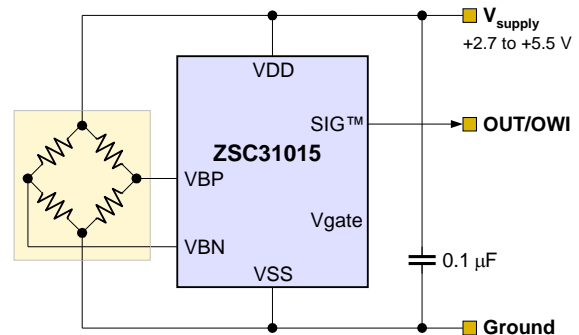 V supply
+2.7 to +5.5 V
VDD
SIG™
OUT/OWI
ZSC31015
VBP
Vgate
VBN
0.1 µF
VSS
Ground